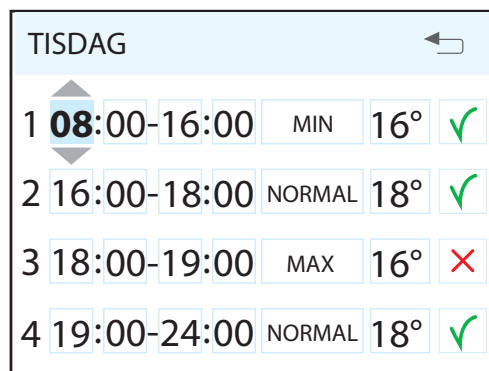 TISDAG
1 08:00-16:00 MIN 16°
2 16:00-18:00 NORMAL 18°
3 18:00-19:00 MAX 16°
4 19:00-24:00 NORMAL 18°